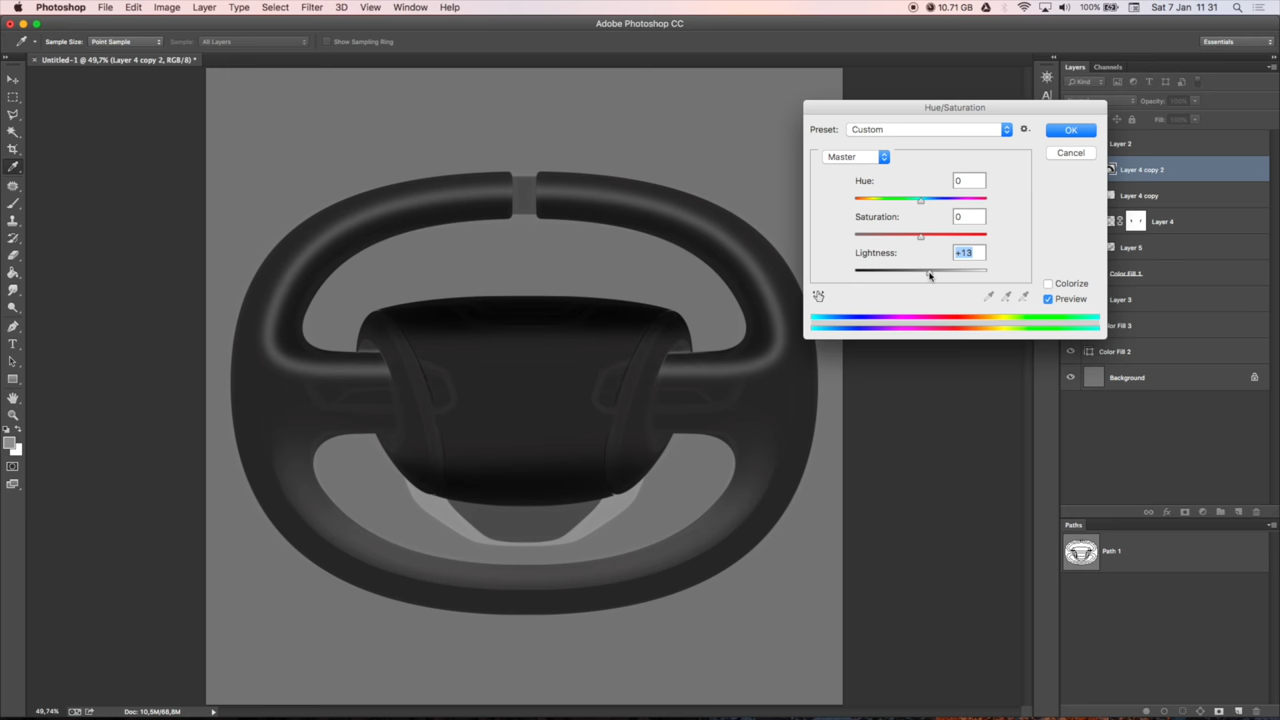 Photoshop File Edit Image Layer Type Select Filter 3D View Window Help 10.71 GB 100% Sat 7 Jan 11 31
Adobe Photoshop CC
Sample Size: Point Sample Sample: All Layers Show Sampling Ring Essentials
× Untitled-1 @ 49,7% (Layer 4 copy 2, RGB/8) *
Layers Channels
Kind
Opacity: 100%
Fill: 100%
Hue/Saturation
Preset: Custom OK
Cancel
Master
Hue: 0
Saturation: 0
Lightness: +13
Colorize
Preview
Layer 2
Layer 4 copy 2
Layer 4 copy
Layer 4
Layer 5
Color Fill 1
Layer 3
Color Fill 3
Color Fill 2
Background
Paths
Path 1
49,74% Doc: 10,5M/68,8M